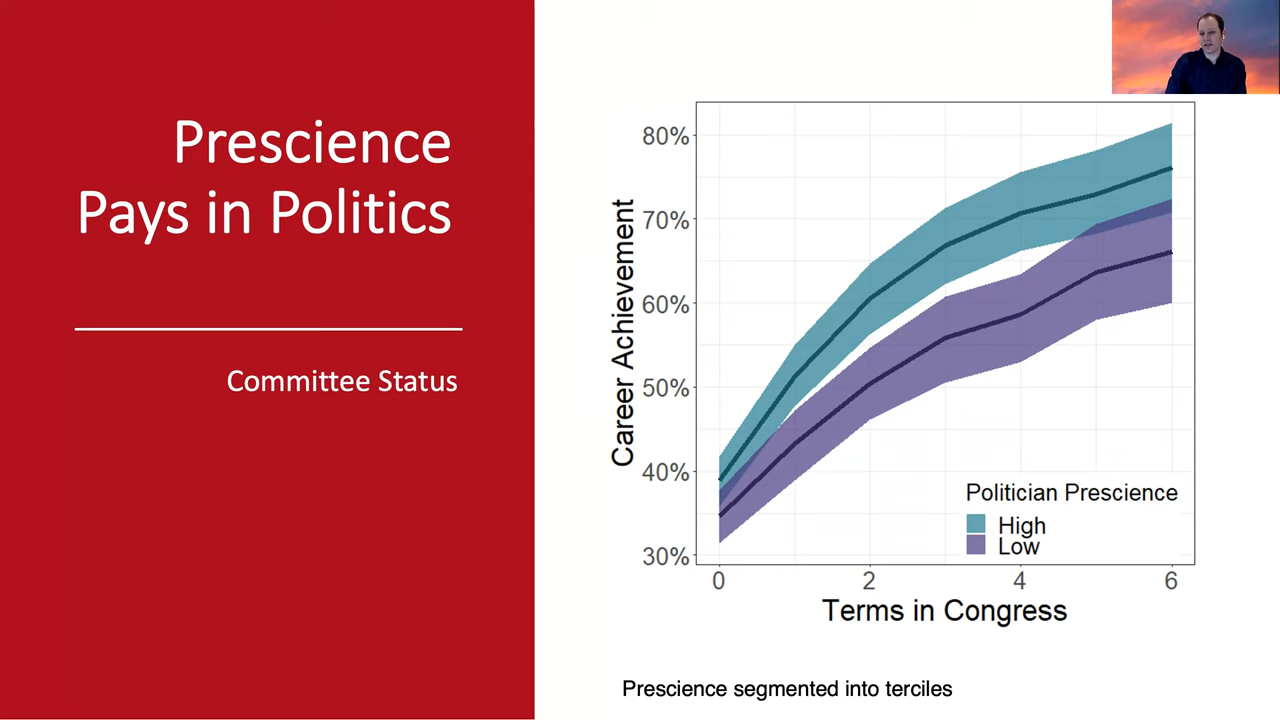 Prescience
Pays in Politics
Committee Status
Career Achievement
80%
70%
60%
50%
40%
30%
0
2
4
6
Terms in Congress
Politician Prescience
High
Low
Prescience segmented into terciles